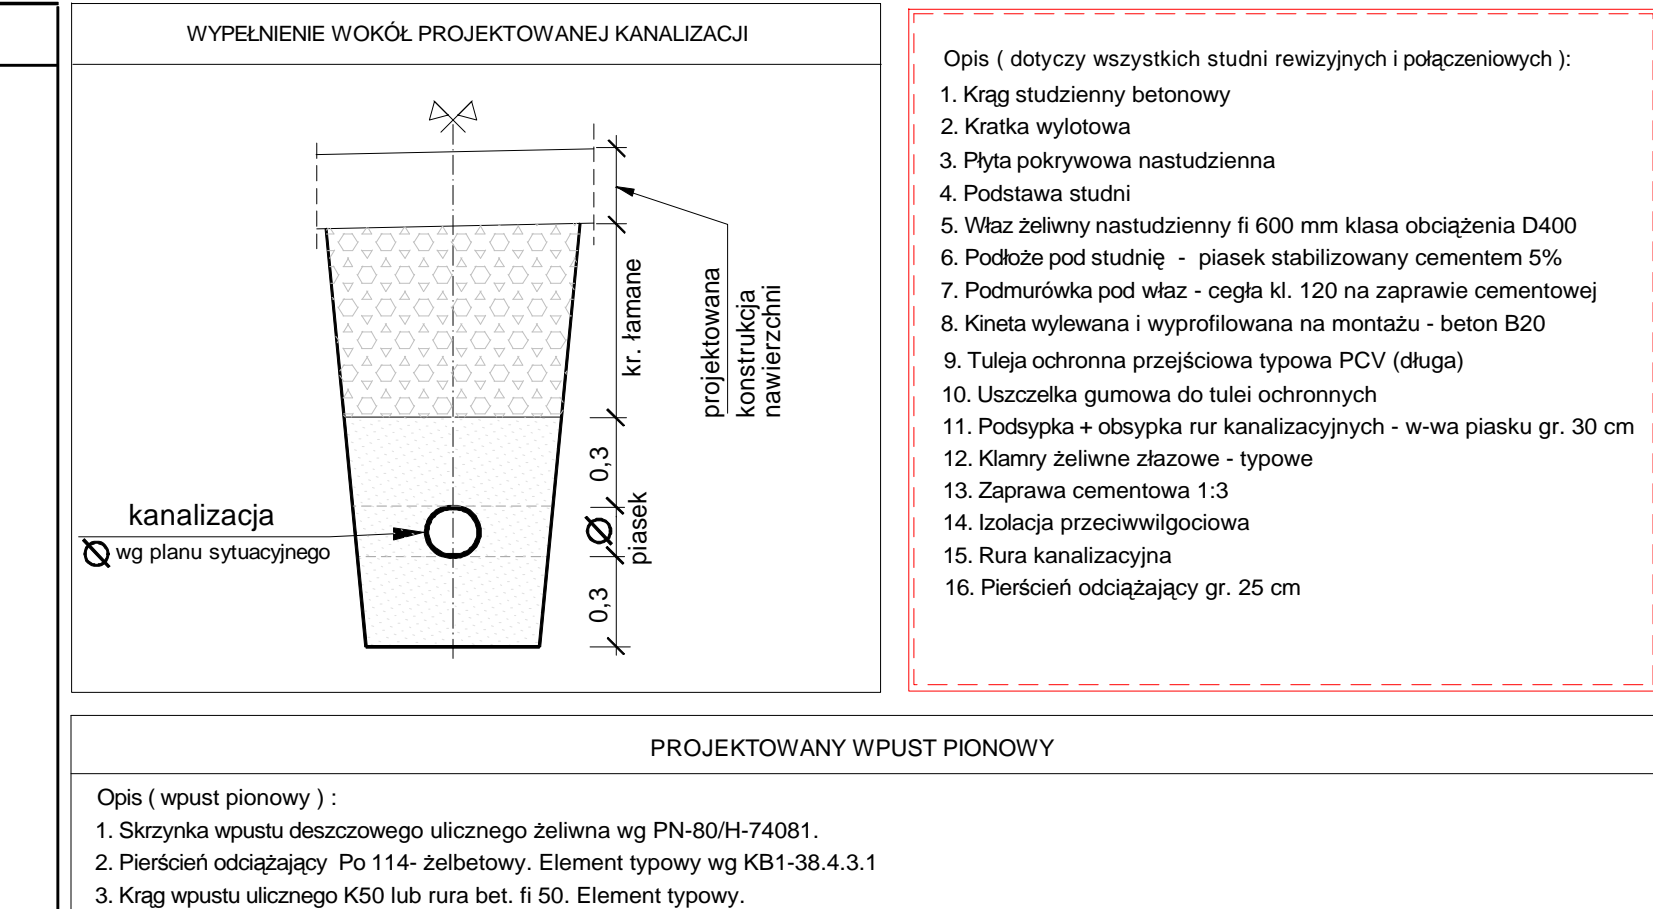 WYPEŁNIENIE WOKÓŁ PROJEKTOWANEJ KANALIZACJI
projektowana
konstrukcja
nawierzchni
kr. łamane
0,3
Ø
piasek
0,3
kanalizacja
Ø wg planu sytuacyjnego
Opis ( dotyczy wszystkich studni rewizyjnych i połączeniowych ):
1. Krąg studzienny betonowy
2. Kratka wylotowa
3. Płyta pokrywowa nastudzienna
4. Podstawa studni
5. Właz żeliwny nastudzienny fi 600 mm klasa obciążenia D400
6. Podłoże pod studnię - piasek stabilizowany cementem 5%
7. Podmurówka pod właz - cegła kl. 120 na zaprawie cementowej
8. Kineta wylewana i wyprofilowana na montażu - beton B20
9. Tuleja ochronna przejściowa typowa PCV (długa)
10. Uszczelka gumowa do tulei ochronnych
11. Podsypka + obsypka rur kanalizacyjnych - w-wa piasku gr. 30 cm
12. Klamry żeliwne złazowe - typowe
13. Zaprawa cementowa 1:3
14. Izolacja przeciwwilgociowa
15. Rura kanalizacyjna
16. Pierścień odciążający gr. 25 cm
PROJEKTOWANY WPUST PIONOWY
Opis ( wpust pionowy ) :
1. Skrzynka wpustu deszczowego ulicznego żeliwna wg PN-80/H-74081.
2. Pierścień odciążający Po 114- żelbetowy. Element typowy wg KB1-38.4.3.1
3. Krąg wpustu ulicznego K50 lub rura bet. fi 50. Element typowy.